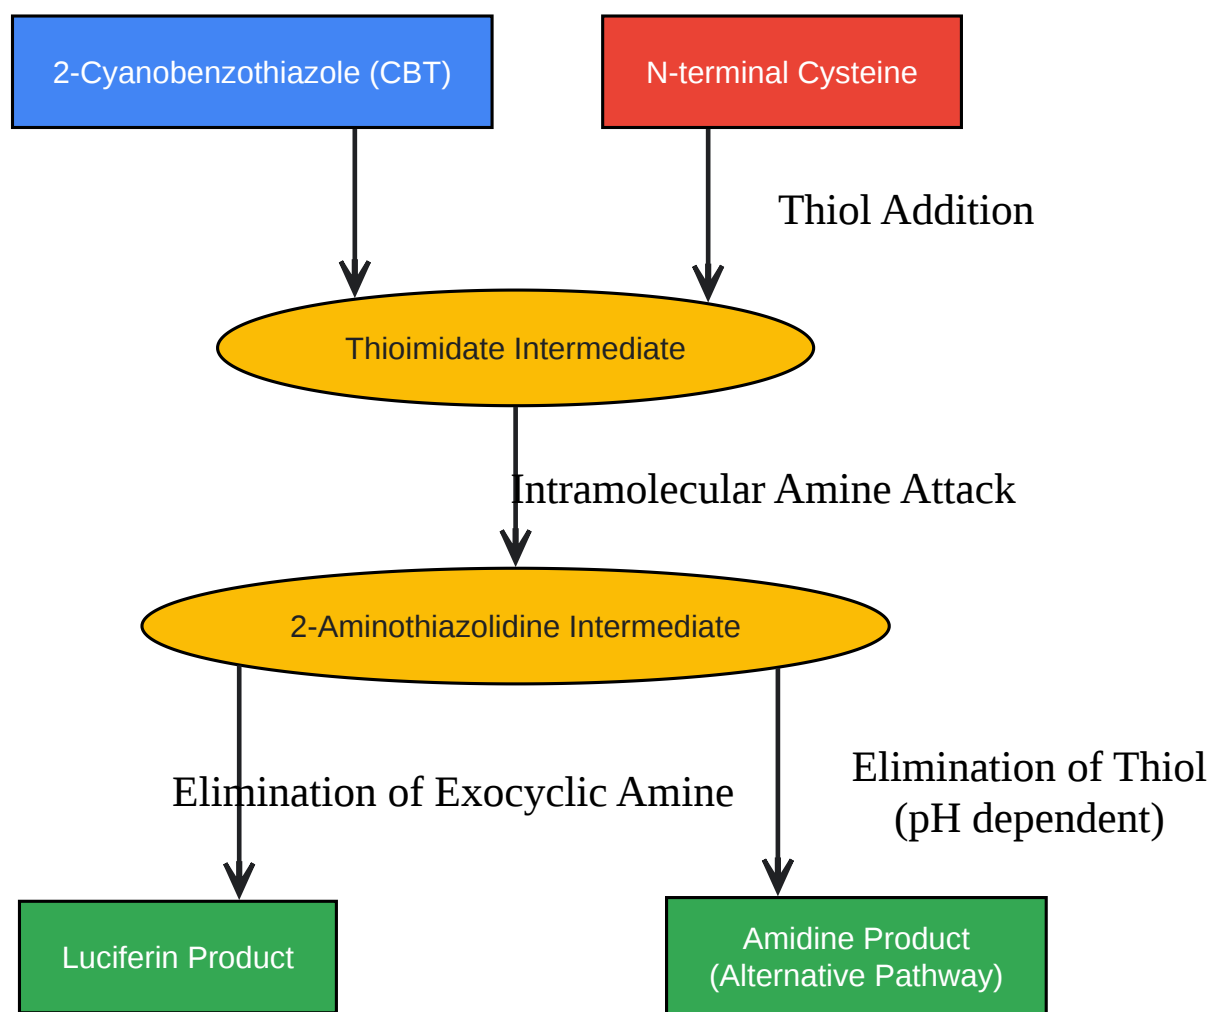 2-Cyanobenzothiazole (CBT)
N-terminal Cysteine
Thiol Addition
Thioimidate Intermediate
Intramolecular Amine Attack
2-Aminothiazolidine Intermediate
Elimination of Exocyclic Amine
Elimination of Thiol
(pH dependent)
Luciferin Product
Amidine Product
(Alternative Pathway)